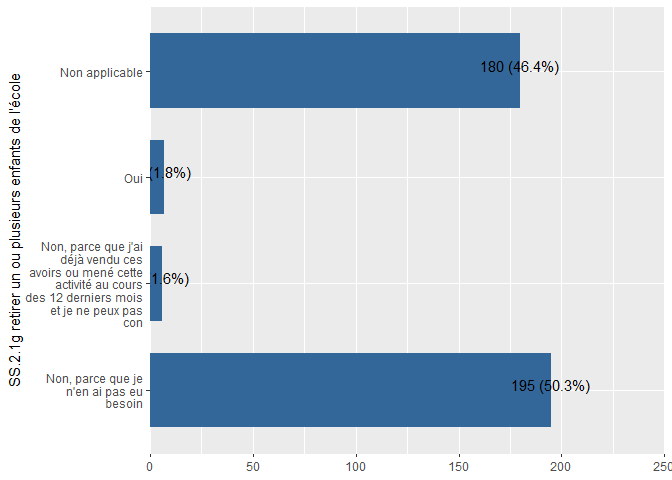 SS.2.1g retirer un ou plusieurs enfants de l'école
Non applicable
180 (46.4%)
Oui
(1.8%)
Non, parce que j'ai
déjà vendu ces
avoirs ou mené cette
activité au cours
des 12 derniers mois
et je ne peux pas
con
1.6%)
Non, parce que je
n'en ai pas eu
besoin
195 (50.3%)
0 50 100 150 200 250